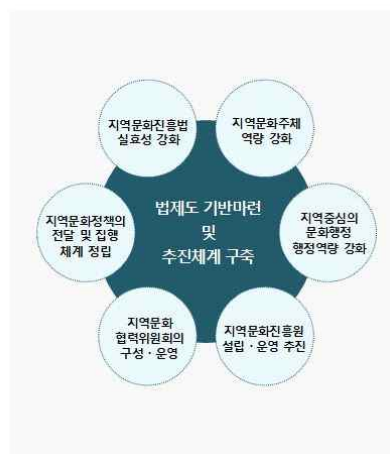 지역문화진흥법
실효성 강화
지역문화주체
역량 강화
지역문화정책의
전달 및 집행
체계 정립
법제도 기반마련
및
추진체계 구축
지역중심의
문화행정
행정역량 강화
지역문화
협력위원회의
구성 · 운영
지역문화진흥원
설립 · 운영 추진